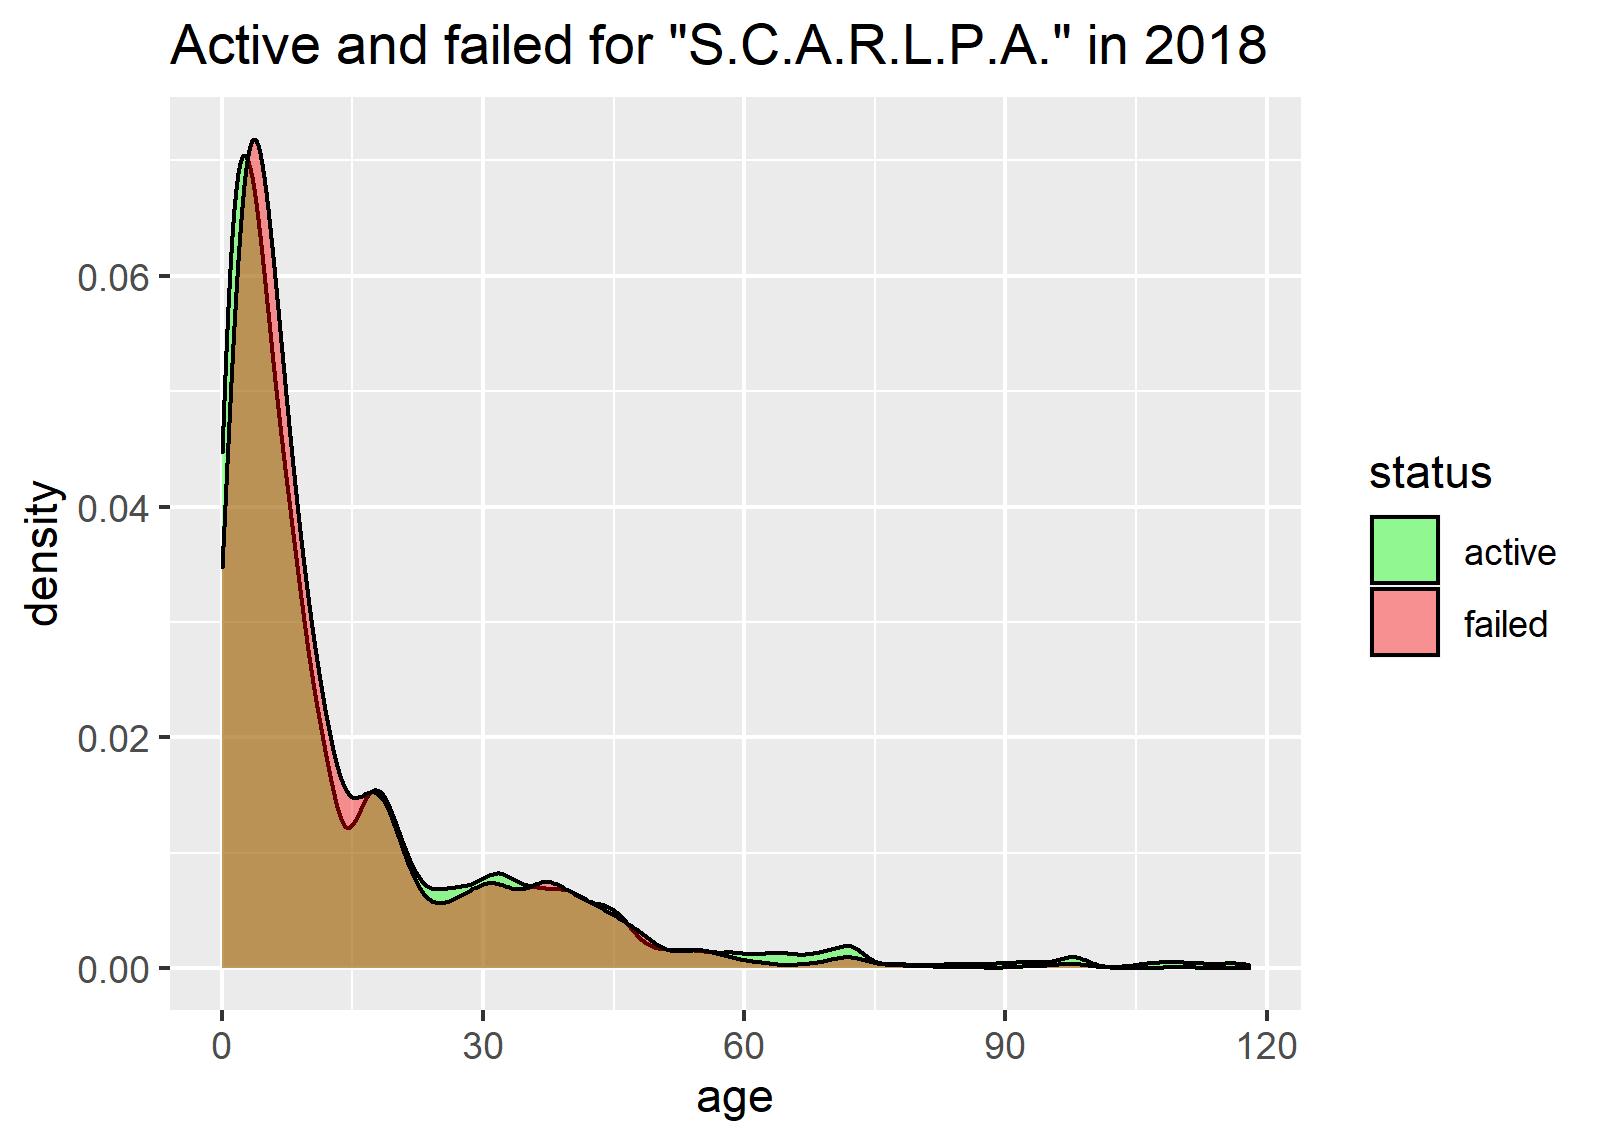 Active and failed for "S.C.A.R.L.P.A." in 2018
density
0.06
0.04
0.02
0.00
0
30
60
90
120
age
status
active
failed